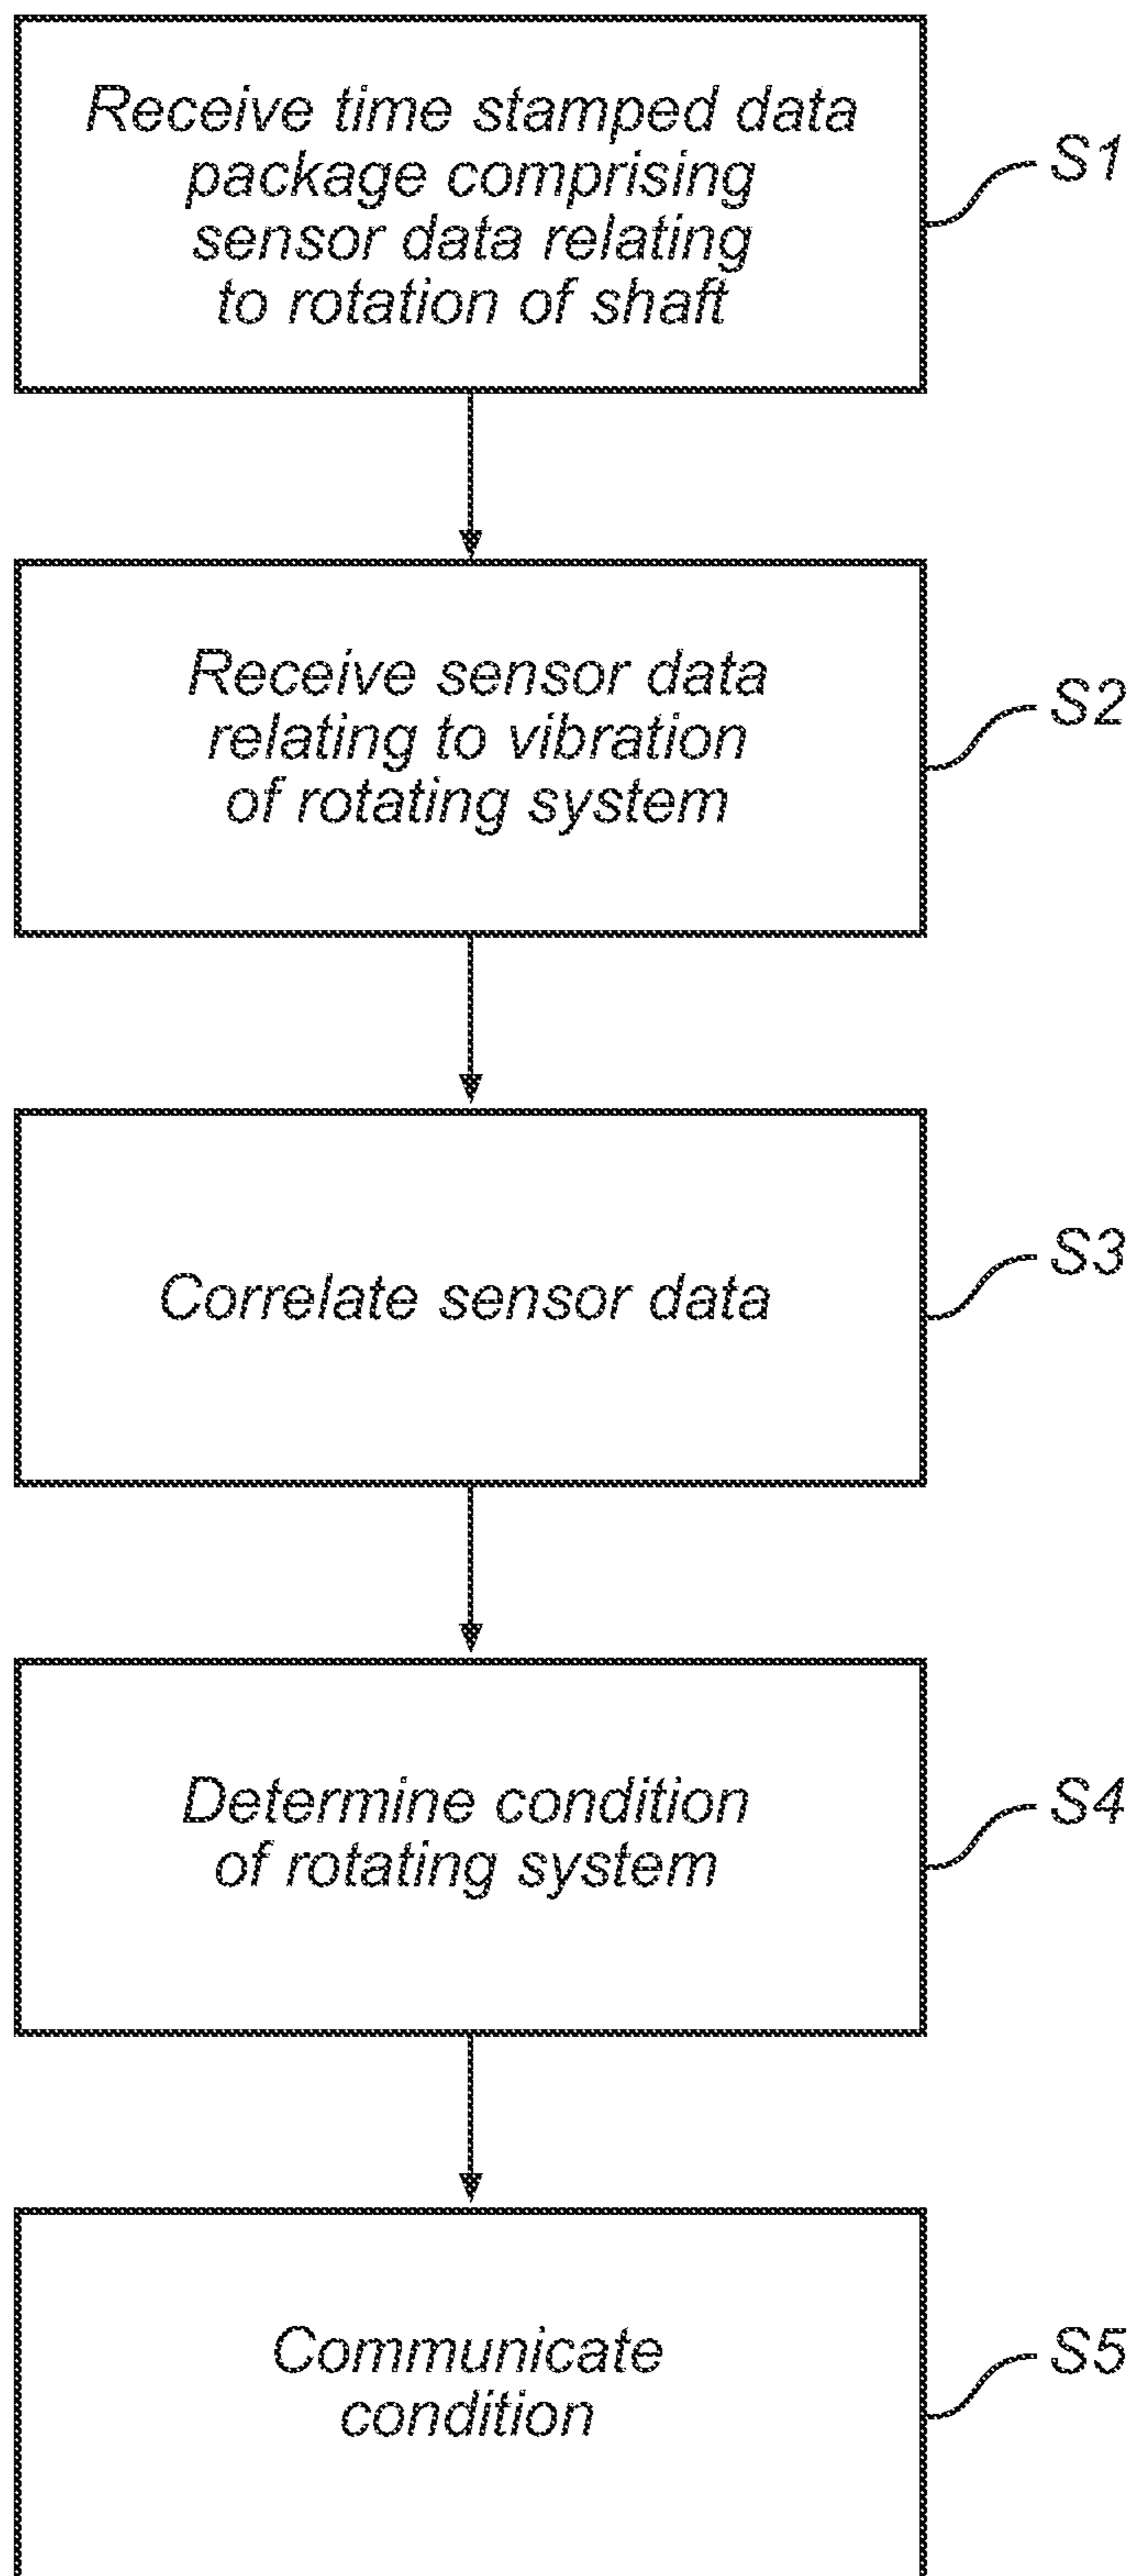 Receive time stamped data
package comprising
sensor data relating
to rotation of shaft
S1
Receive sensor data
relating to vibration
of rotating system
S2
Correlate sensor data
S3
Determine condition
of rotating system
S4
Communicate
condition
S5